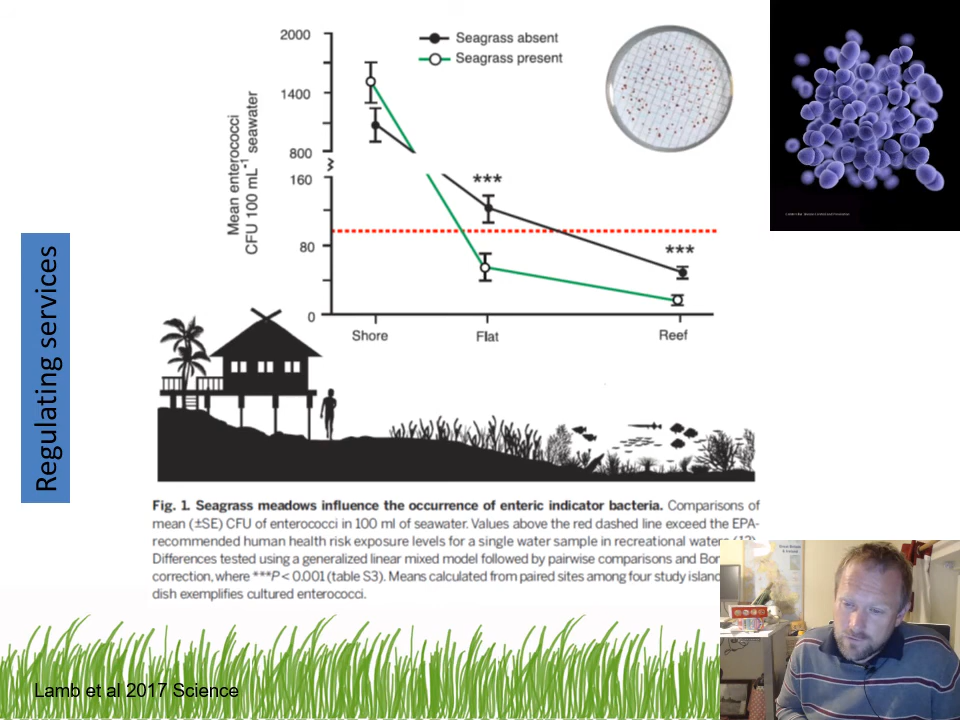 2000
1400
800
160
80
0
Mean enterococci
CFU 100 mL-1 seawater
Seagrass absent
Seagrass present
***
***
Shore
Flat
Reef
Regulating services
Fig. 1. Seagrass meadows influence the occurrence of enteric indicator bacteria. Comparisons of
mean (±SE) CFU of enterococci in 100 ml of seawater. Values above the red dashed line exceed the EPA-
recommended human health risk exposure levels for a single water sample in recreational waters (12).
Differences tested using a generalized linear mixed model followed by pairwise comparisons and Bon
correction, where ***P < 0.001 (table S3). Means calculated from paired sites among four study island
dish exemplifies cultured enterococci.
Lamb et al 2017 Science